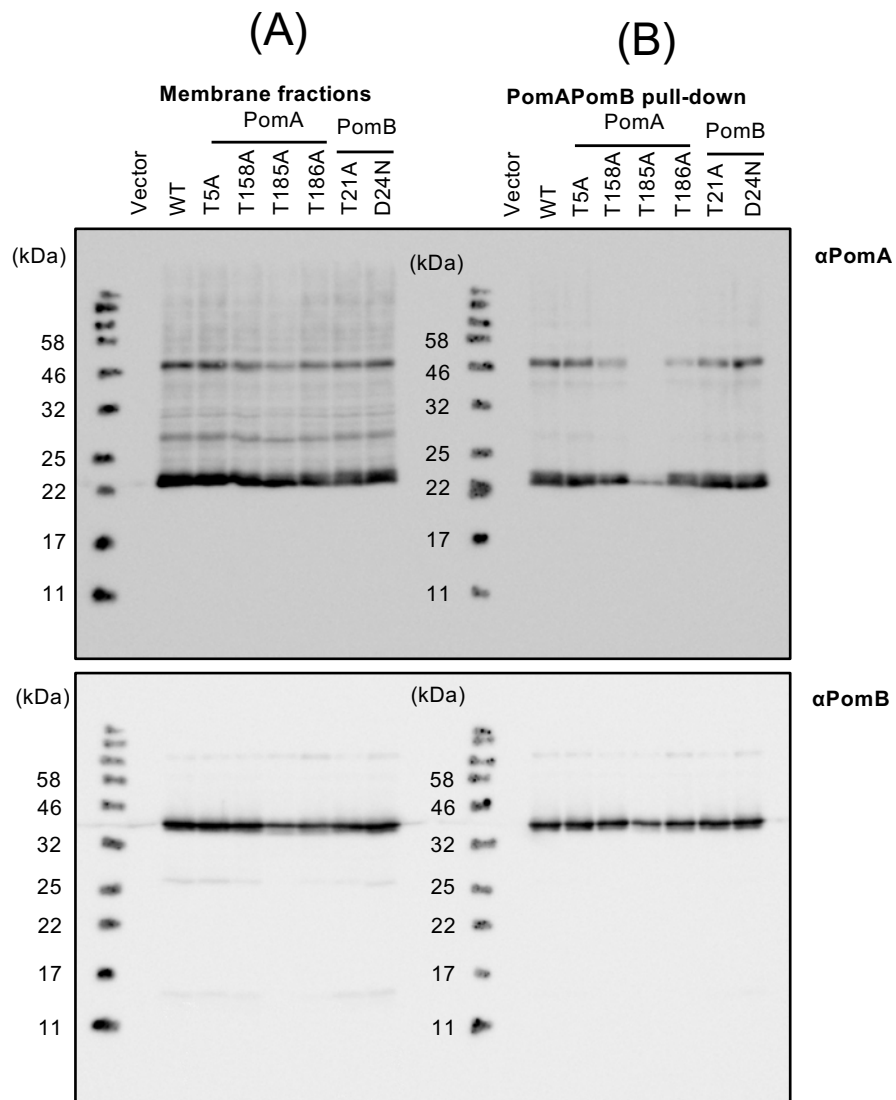 (A) (B)
Membrane fractions PomAPomB pull-down
PomA PomB PomA PomB
Vector WT T5A T158A T185A T186A T21A D24N Vector WT T5A T158A T185A T186A T21A D24N
(kDa) (kDa) αPomA
58 58
46 46
32 32
25 25
22 22
17 17
11 11
(kDa) (kDa) αPomB
58 58
46 46
32 32
25 25
22 22
17 17
11 11